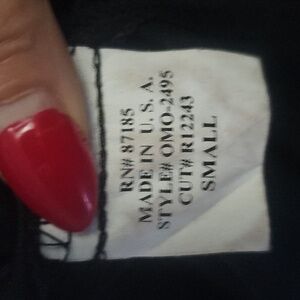 RN# 87185
MADE IN U. S. A.
STYLE# OMO-2495
CUT# R12243
SMALL